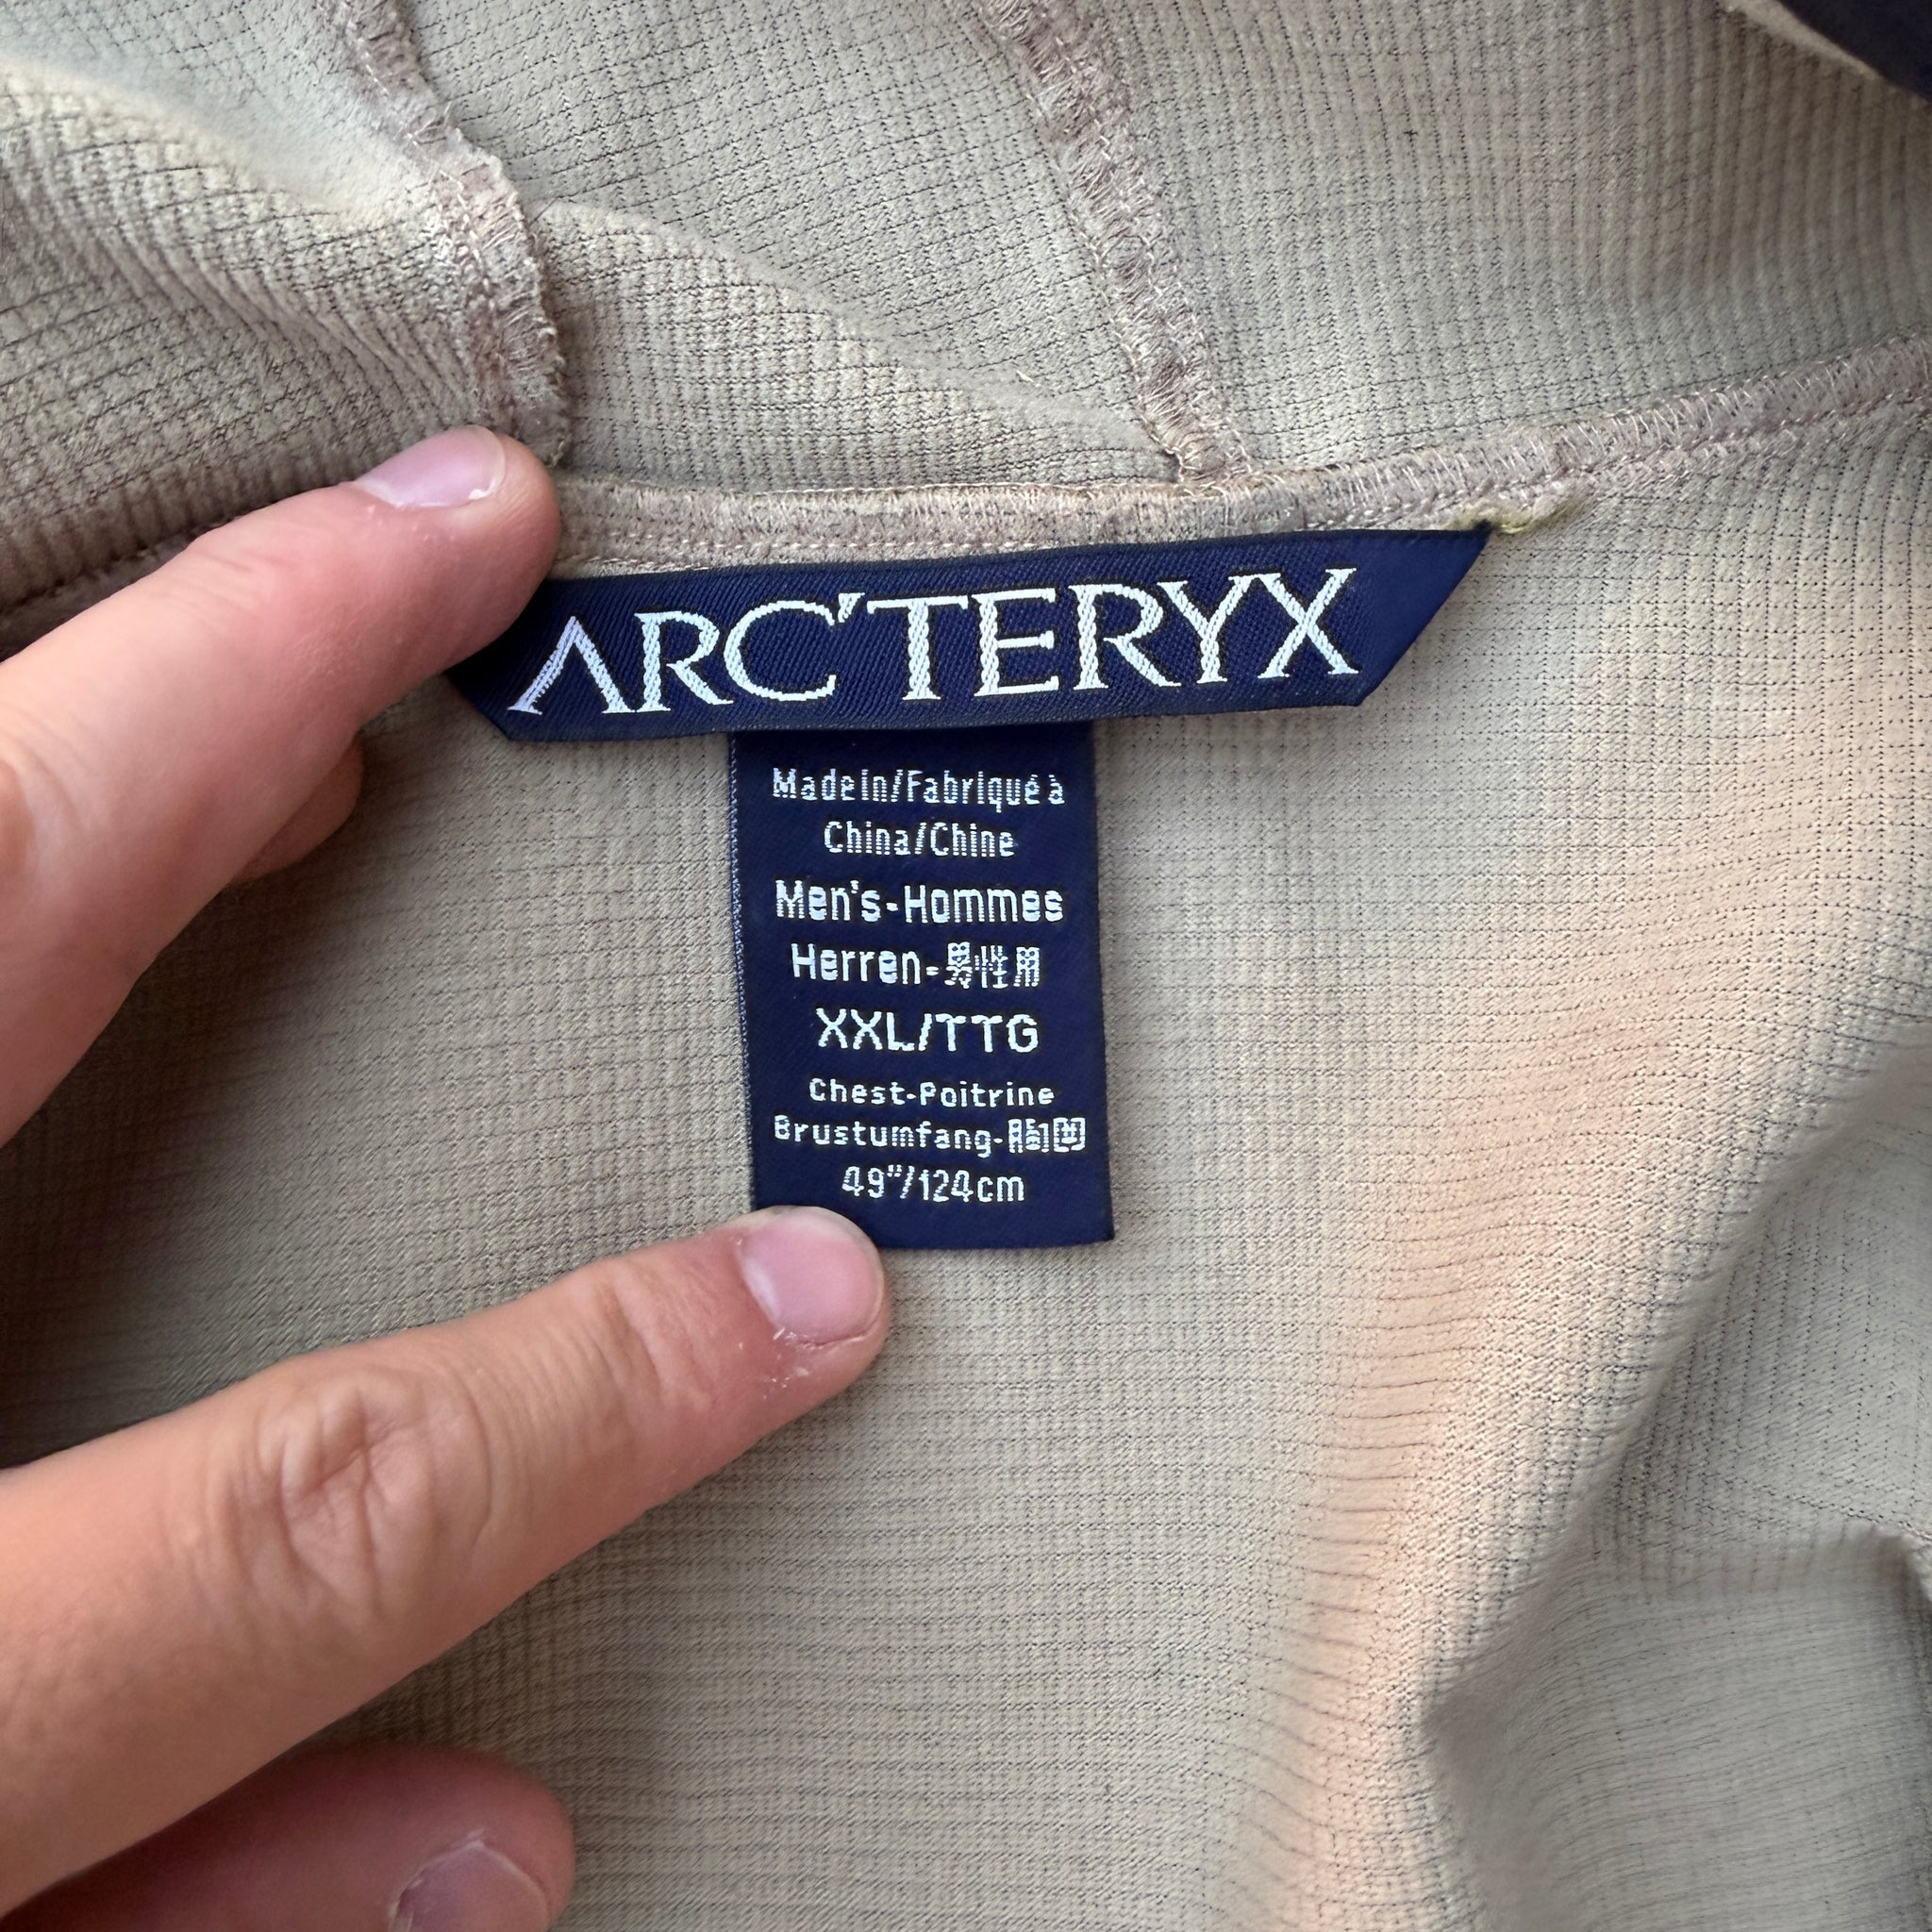 ARC'TERYX
Made in/Fabriqué à
China/Chine
Men's-Hommes
Herren-男性用
XXL/TTG
Chest-Poitrine
Brustumfang-胸囲
49"/124cm